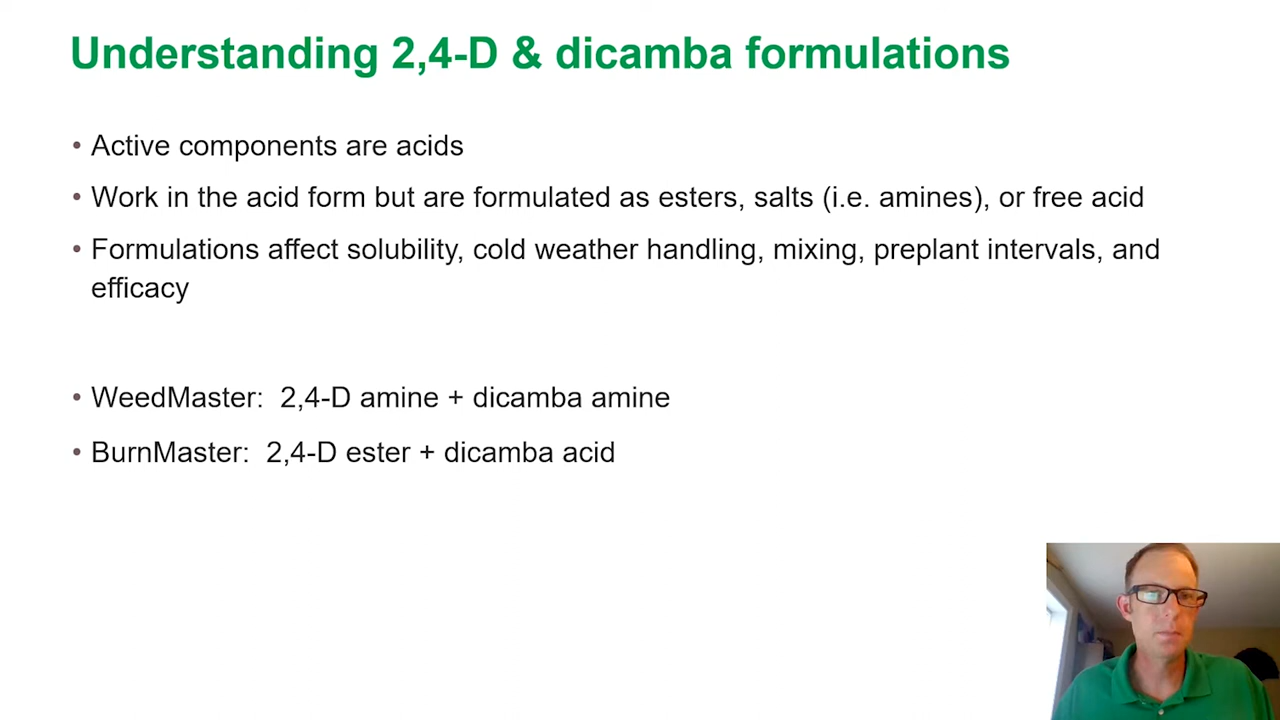 Understanding 2,4-D & dicamba formulations
• Active components are acids
• Work in the acid form but are formulated as esters, salts (i.e. amines), or free acid
• Formulations affect solubility, cold weather handling, mixing, preplant intervals, and
efficacy
• WeedMaster:  2,4-D amine + dicamba amine
• BurnMaster:  2,4-D ester + dicamba acid